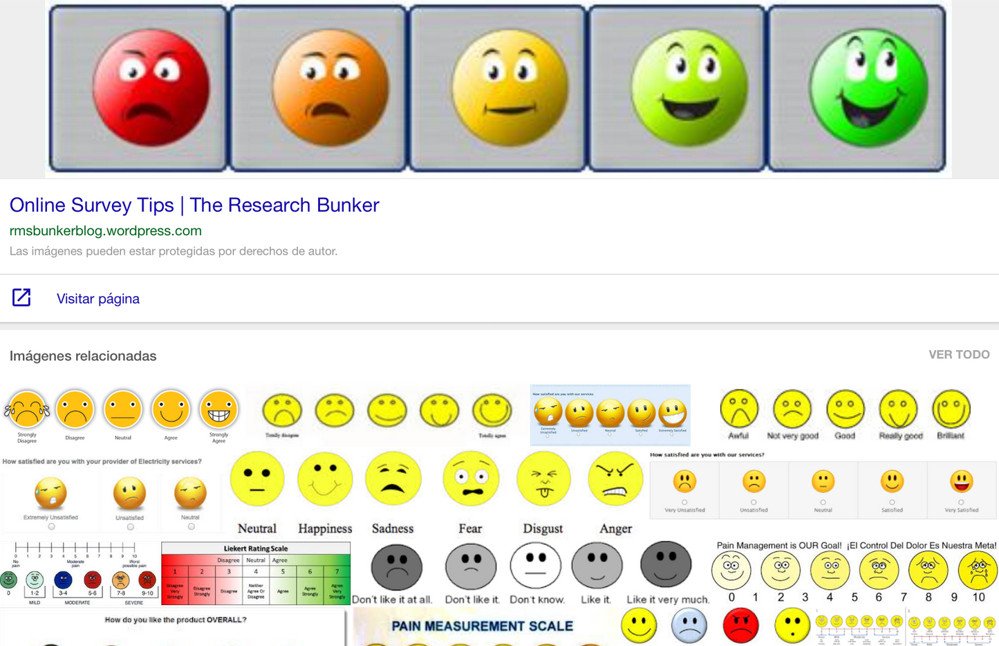 Online Survey Tips | The Research Bunker
rmsbunkerblog.wordpress.com
Las imágenes pueden estar protegidas por derechos de autor.
Visitar página
Imágenes relacionadas
VER TODO
Strongly Disagree
Disagree
Neutral
Agree
Strongly Agree
Totally disagree
Totally agree
How satisfied are you with our services
Extremely Unsatisfied
Unsatisfied
Neutral
Satisfied
Extremely Satisfied
Awful
Not very good
Good
Really good
Brilliant
How satisfied are you with your provider of Electricity services?
Extremely Unsatisfied
Unsatisfied
Neutral
Neutral
Happiness
Sadness
Fear
Disgust
Anger
How satisfied are you with our services?
Very Unsatisfied
Unsatisfied
Neutral
Satisfied
Very Satisfied
0 1 2 3 4 5 6 7 8 9 10
No pain
Moderate pain
Worst possible pain
0
1-2
3-4
5-6
7-8
9-10
MILD
MODERATE
SEVERE
Liekert Rating Scale
Disagree Neutral Agree
1 2 3 4 5 6 7
Disagree Very Strongly
Disagree Strongly
Disagree
Neither Agree Or Disagree
Agree
Agree Strongly
Agree Very Strongly
Don't like it at all.
Don't like it.
Don't know.
Like it.
Like it very much.
Pain Management is OUR Goal! ¡El Control Del Dolor Es Nuestra Meta!
0 1 2 3 4 5 6 7 8 9 10
How do you like the product OVERALL?
PAIN MEASUREMENT SCALE